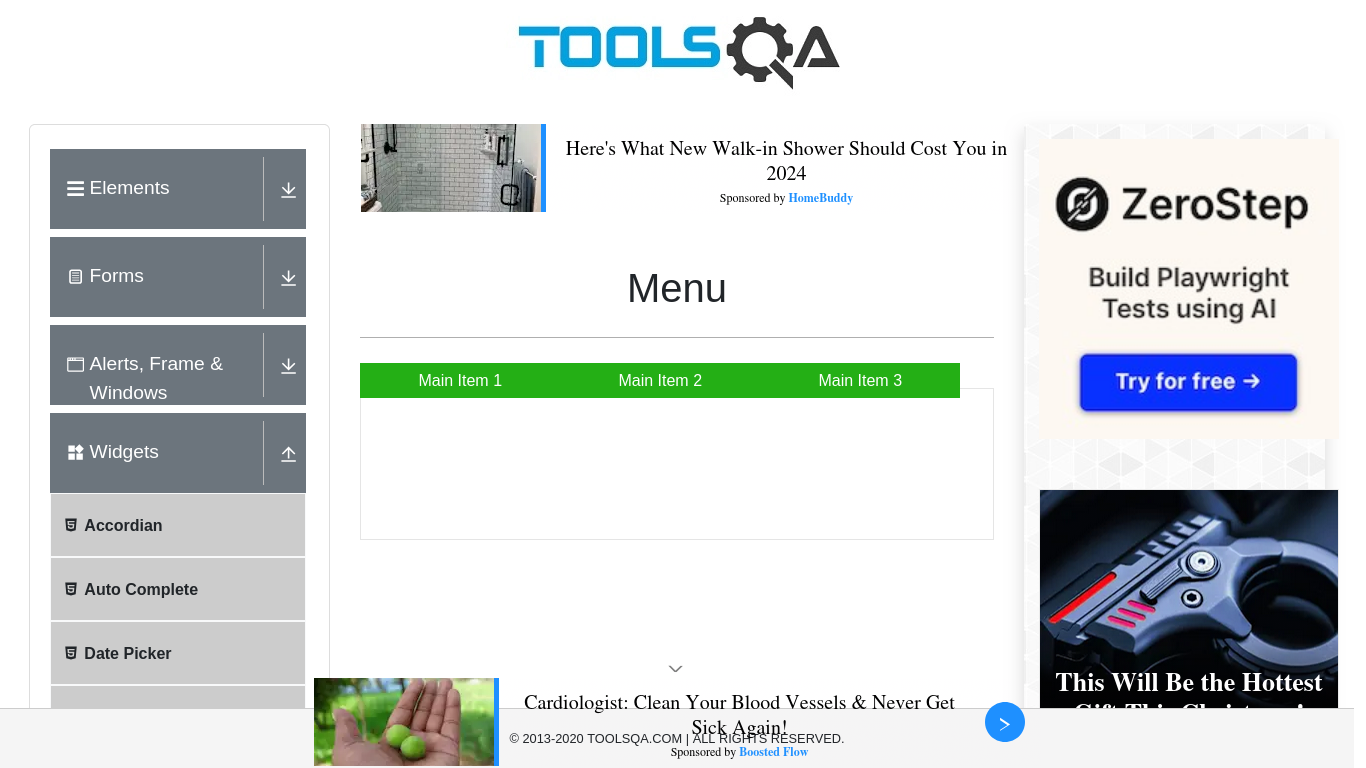 TOOLSQA
Elements
Forms
Alerts, Frame &
Windows
Widgets
Accordian
Auto Complete
Date Picker
Here's What New Walk-in Shower Should Cost You in
2024
Sponsored by HomeBuddy
Menu
Main Item 1
Main Item 2
Main Item 3
ZeroStep
Build Playwright
Tests using AI
Try for free →
This Will Be the Hottest
Gift This Christmas!
Cardiologist: Clean Your Blood Vessels & Never Get
Sick Again!
Sponsored by Boosted Flow
© 2013-2020 TOOLSQA.COM | ALL RIGHTS RESERVED.